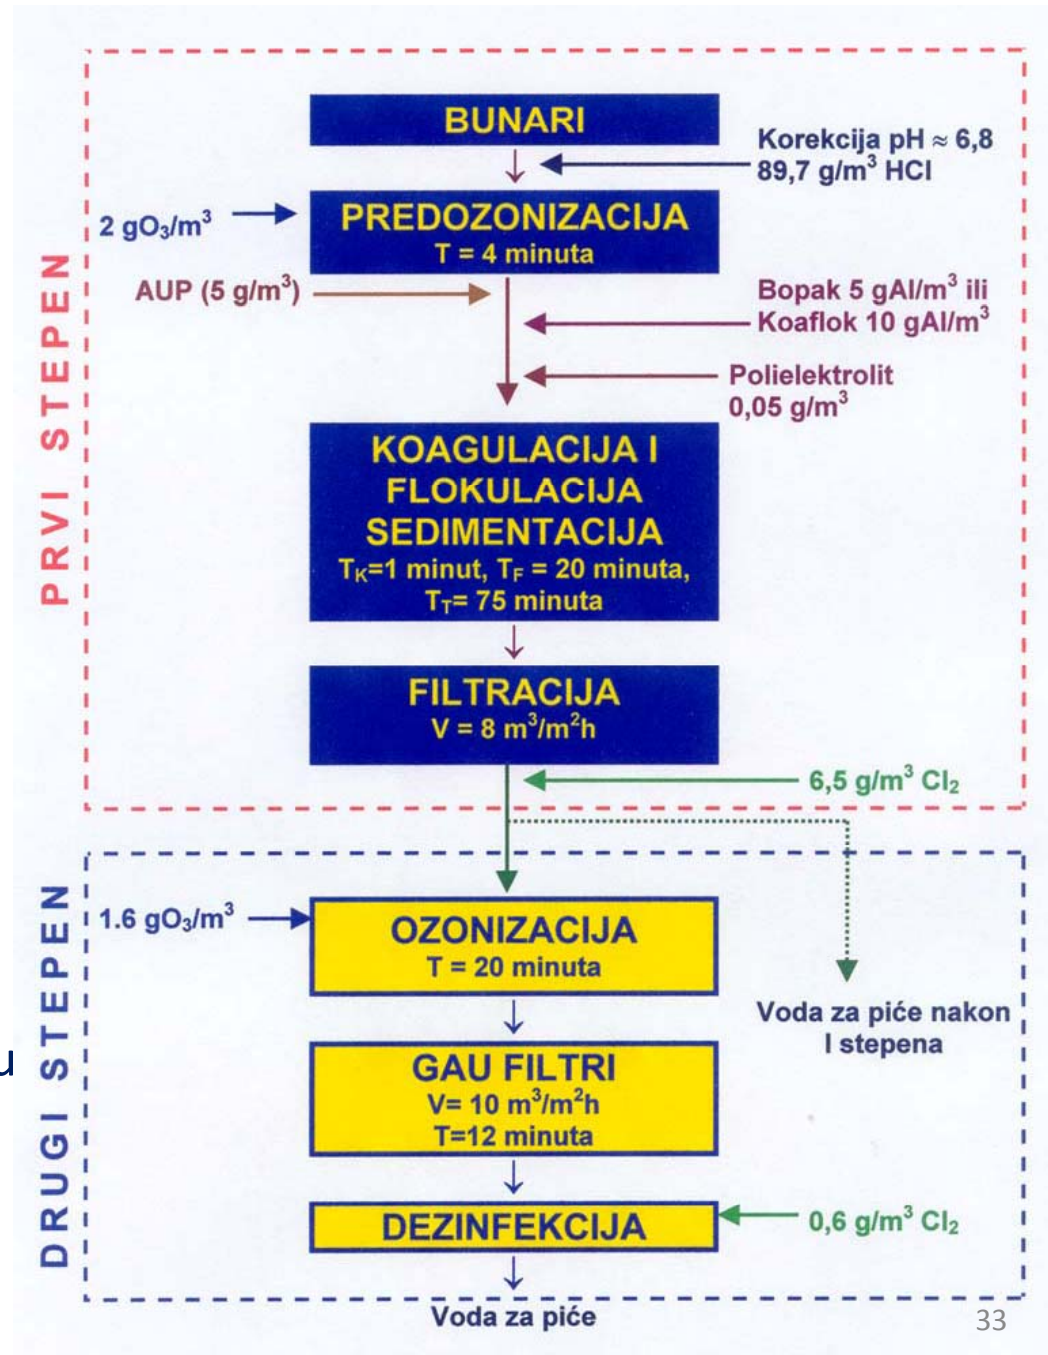 PRVI STEPEN
BUNARI
Korekcija pH ≈ 6,8
89,7 g/m³ HCl
2 gO₃/m³
PREDOZONIZACIJA
T = 4 minuta
AUP (5 g/m³)
Bopak 5 gAl/m³ ili
Koaflok 10 gAl/m³
Polielektrolit
0,05 g/m³
KOAGULACIJA I
FLOKULACIJA
SEDIMENTACIJA
Tₖ=1 minut, T_F = 20 minuta,
T_T= 75 minuta
FILTRACIJA
V = 8 m³/m²h
6,5 g/m³ Cl₂
DRUGI STEPEN
1.6 gO₃/m³
OZONIZACIJA
T = 20 minuta
Voda za piće nakon
I stepena
u
GAU FILTRI
V= 10 m³/m²h
T=12 minuta
DEZINFEKCIJA
0,6 g/m³ Cl₂
Voda za piće
33